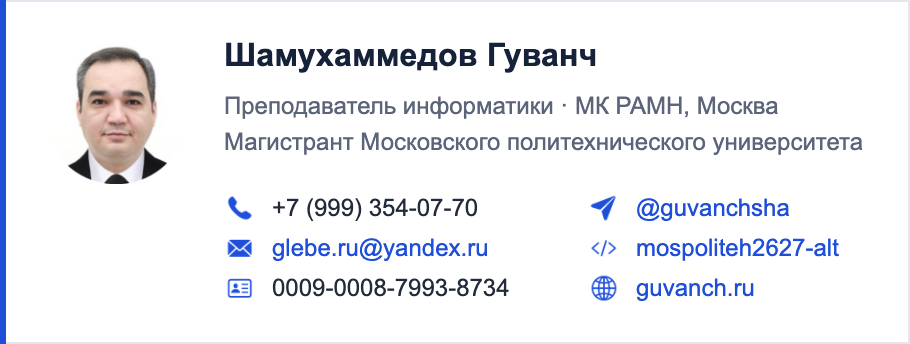 Шамухаммедов Гуванч
Преподаватель информатики · МК РАМН, Москва
Магистрант Московского политехнического университета
+7 (999) 354-07-70
@guvanchsha
glebe.ru@yandex.ru
mospoliteh2627-alt
0009-0008-7993-8734
guvanch.ru